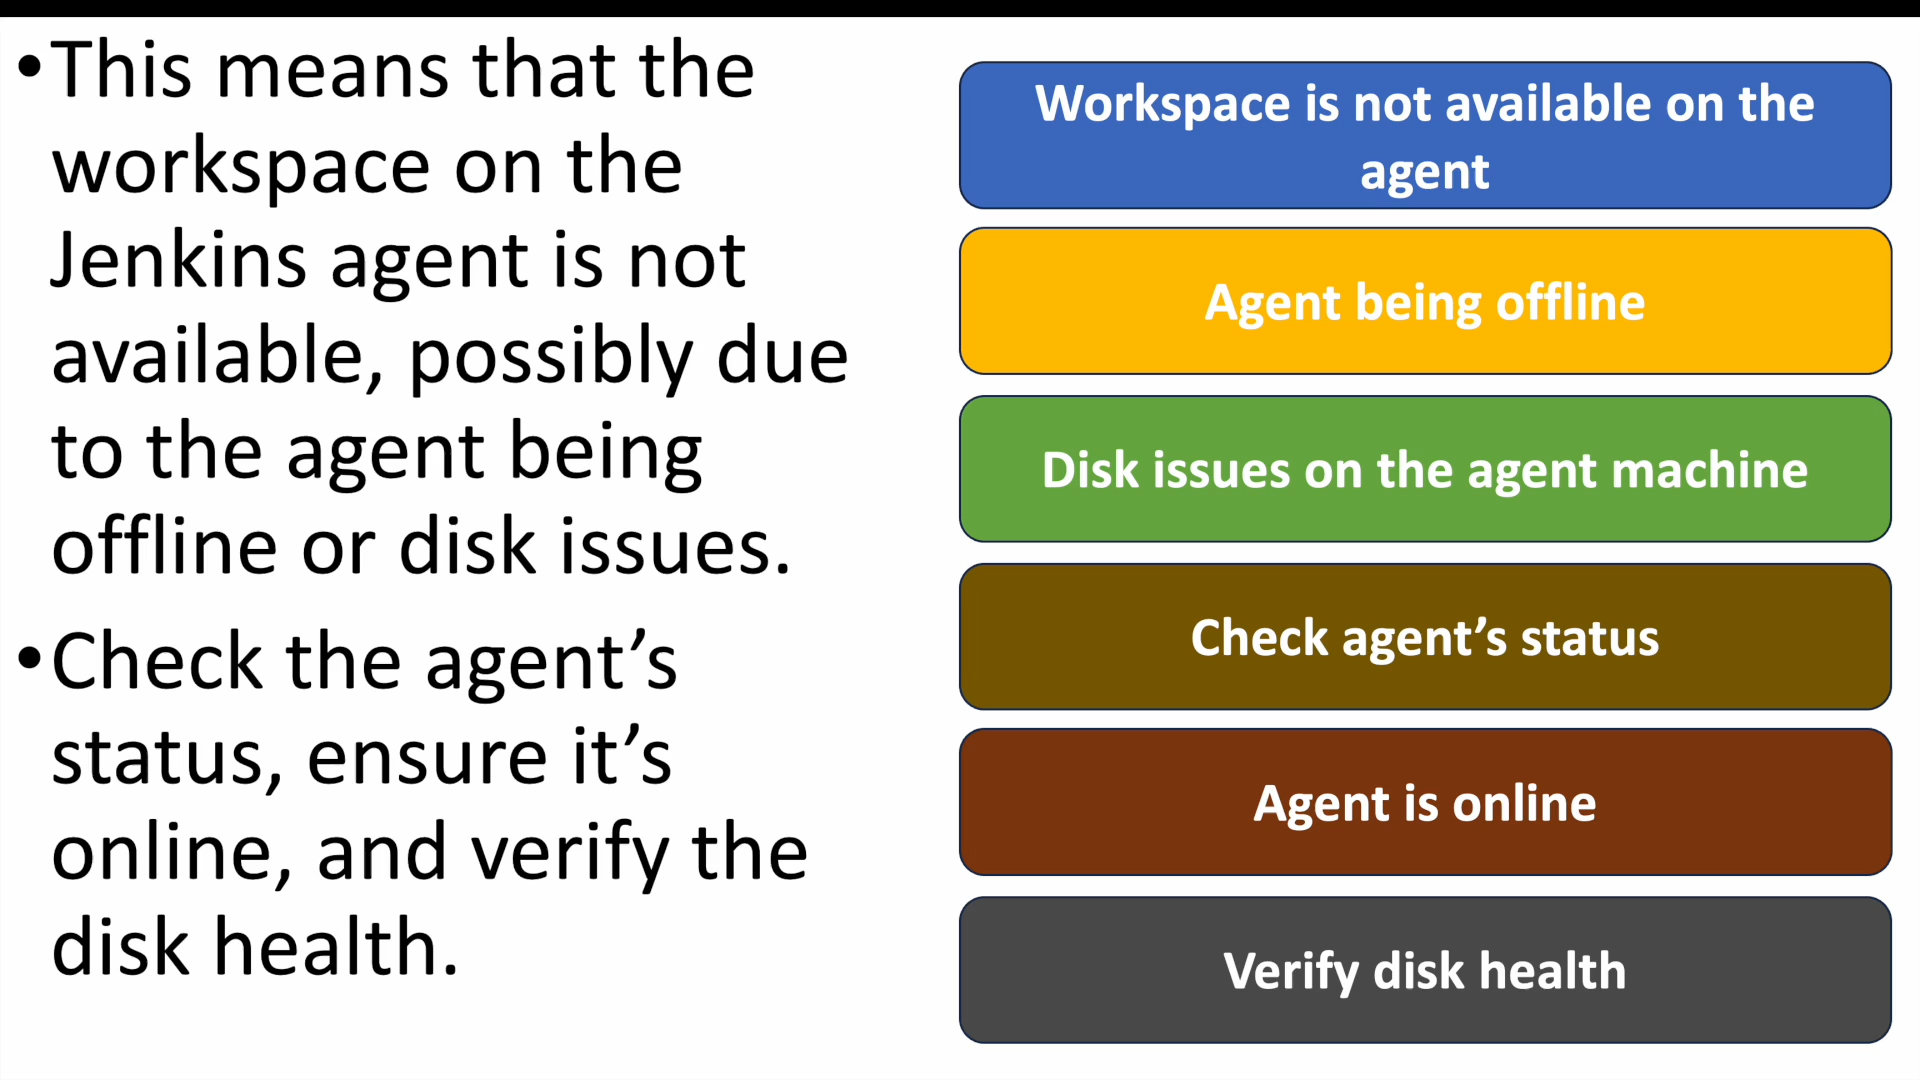 •This means that the
workspace on the
Jenkins agent is not
available, possibly due
to the agent being
offline or disk issues.
•Check the agent’s
status, ensure it’s
online, and verify the
disk health.
Workspace is not available on the
agent
Agent being offline
Disk issues on the agent machine
Check agent’s status
Agent is online
Verify disk health